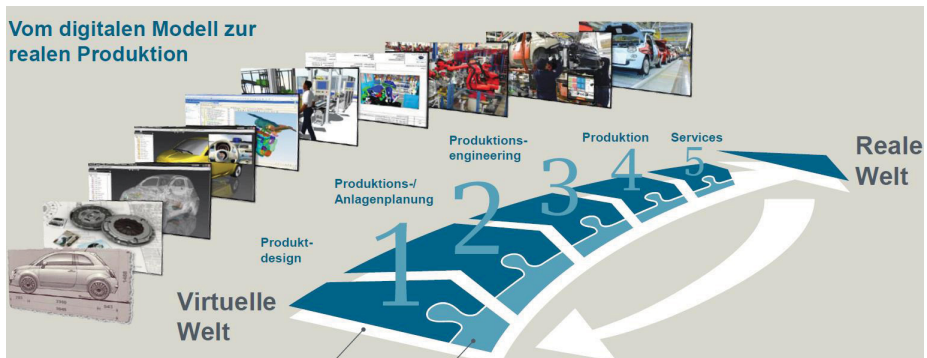 Vom digitalen Modell zur
realen Produktion
Produkt-
design
1
Produktions-/
Anlagenplanung
2
Produktions-
engineering
3
Produktion
4
Services
5
Virtuelle
Welt
Reale
Welt